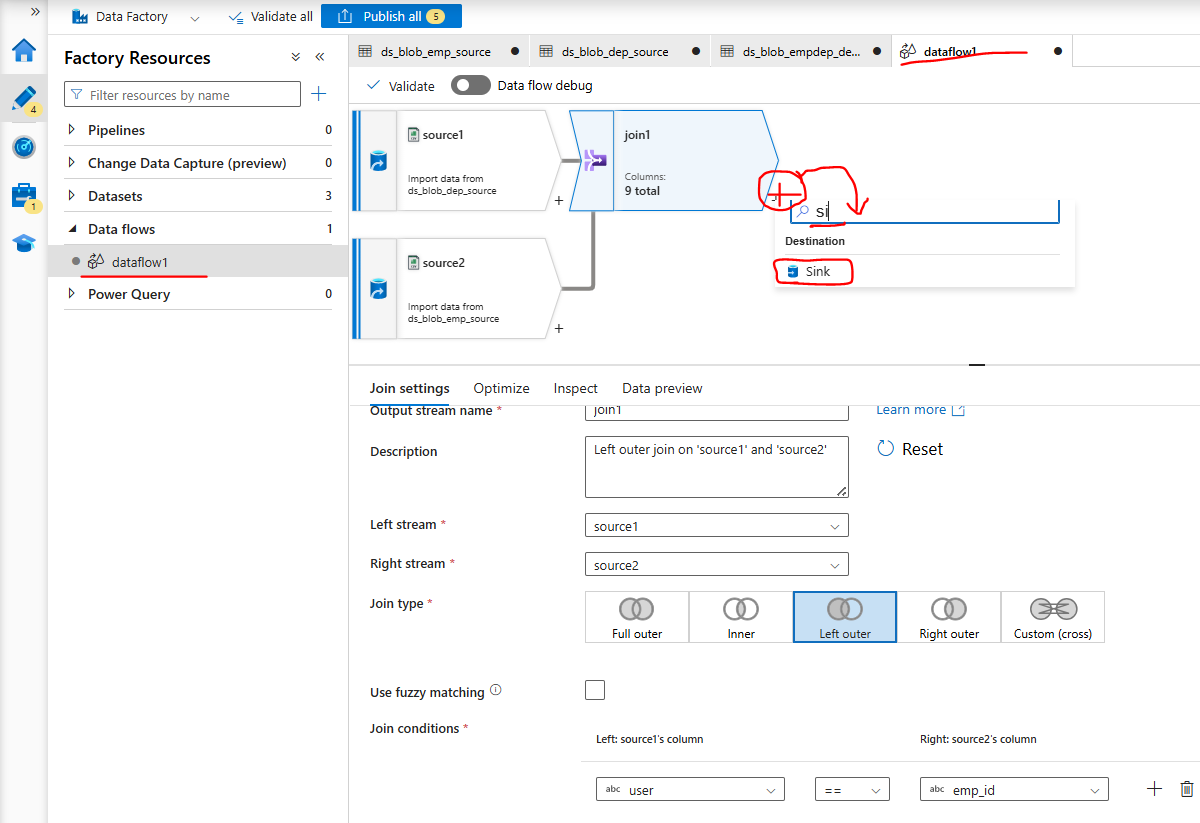 Data Factory
Validate all
Publish all 5
Factory Resources
Filter resources by name
4
1
Pipelines 0
Change Data Capture (preview) 0
Datasets 3
Data flows 1
dataflow1
Power Query 0
ds_blob_emp_source
ds_blob_dep_source
ds_blob_empdep_de...
dataflow1
Validate
Data flow debug
source1
Import data from
ds_blob_dep_source
+
join1
Columns:
9 total
si
Destination
Sink
source2
Import data from
ds_blob_emp_source
+
Join settings
Optimize
Inspect
Data preview
Output stream name *
join1
Learn more
Description
Left outer join on 'source1' and 'source2'
Reset
Left stream *
source1
Right stream *
source2
Join type *
Full outer
Inner
Left outer
Right outer
Custom (cross)
Use fuzzy matching
Join conditions *
Left: source1's column
Right: source2's column
abc user
==
abc emp_id